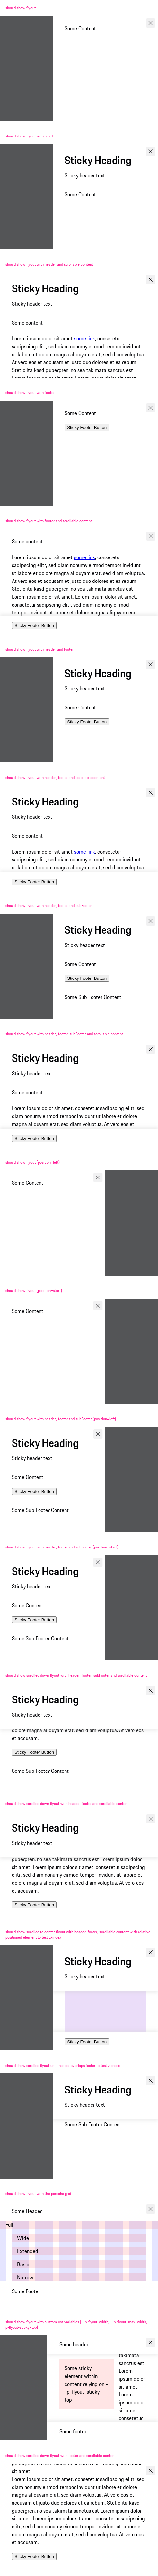 should show flyout
Some Content
should show flyout with header
Sticky Heading
Sticky header text
Some Content
should show flyout with header and scrollable content
Sticky Heading
Sticky header text
Some content
Lorem ipsum dolor sit amet some link, consetetur
sadipscing elitr, sed diam nonumy eirmod tempor invidunt
ut labore et dolore magna aliquyam erat, sed diam voluptua.
At vero eos et accusam et justo duo dolores et ea rebum.
Stet clita kasd gubergren, no sea takimata sanctus est
Lorem ipsum dolor sit amet. Lorem ipsum dolor sit amet
should show flyout with footer
Some Content
Sticky Footer Button
should show flyout with footer and scrollable content
Some content
Lorem ipsum dolor sit amet some link, consetetur
sadipscing elitr, sed diam nonumy eirmod tempor invidunt
ut labore et dolore magna aliquyam erat, sed diam voluptua.
At vero eos et accusam et justo duo dolores et ea rebum.
Stet clita kasd gubergren, no sea takimata sanctus est
Lorem ipsum dolor sit amet. Lorem ipsum dolor sit amet,
consetetur sadipscing elitr, sed diam nonumy eirmod
tempor invidunt ut labore et dolore magna aliquyam erat
Sticky Footer Button
should show flyout with header and footer
Sticky Heading
Sticky header text
Some Content
Sticky Footer Button
should show flyout with header, footer and scrollable content
Sticky Heading
Sticky header text
Some content
Lorem ipsum dolor sit amet some link, consetetur
sadipscing elitr, sed diam nonumy eirmod tempor invidunt
ut labore et dolore magna aliquyam erat, sed diam voluptua.
Sticky Footer Button
should show flyout with header, footer and subFooter
Sticky Heading
Sticky header text
Some Content
Sticky Footer Button
Some Sub Footer Content
should show flyout with header, footer, subFooter and scrollable content
Sticky Heading
Sticky header text
Some content
Lorem ipsum dolor sit amet, consetetur sadipscing elitr, sed
diam nonumy eirmod tempor invidunt ut labore et dolore
magna aliquyam erat, sed diam voluptua. At vero eos et
Sticky Footer Button
should show flyout (position=left)
Some Content
should show flyout (position=start)
Some Content
should show flyout with header, footer and subFooter (position=left)
Sticky Heading
Sticky header text
Some Content
Sticky Footer Button
Some Sub Footer Content
should show flyout with header, footer and subFooter (position=start)
Sticky Heading
Sticky header text
Some Content
Sticky Footer Button
Some Sub Footer Content
should show scrolled down flyout with header, footer, subFooter and scrollable content
Sticky Heading
Sticky header text
dolore magna aliquyam erat, sed diam voluptua. At vero eos
et accusam.
Sticky Footer Button
Some Sub Footer Content
should show scrolled down flyout with header, footer and scrollable content
Sticky Heading
Sticky header text
gubergren, no sea takimata sanctus est Lorem ipsum dolor
sit amet. Lorem ipsum dolor sit amet, consetetur sadipscing
elitr, sed diam nonumy eirmod tempor invidunt ut labore et
dolore magna aliquyam erat, sed diam voluptua. At vero eos
et accusam.
Sticky Footer Button
should show scrolled to center flyout with header, footer, scrollable content with relative
positioned element to test z-index
Sticky Heading
Sticky header text
Sticky Footer Button
should show scrolled flyout until header overlaps footer to test z-index
Sticky Heading
Sticky header text
Some Sub Footer Content
should show flyout with the porsche grid
Some Header
Full
Wide
Extended
Basic
Narrow
Some Footer
should show flyout with custom css variables (--p-flyout-width, --p-flyout-max-width, --
p-flyout-sticky-top)
Some header
Some sticky
element within
content relying on -
-p-flyout-sticky-
top
takimata
sanctus est
Lorem
ipsum dolor
sit amet.
Lorem
ipsum dolor
sit amet,
consetetur
Some footer
should show scrolled down flyout with footer and scrollable content
sit amet.
Lorem ipsum dolor sit amet, consetetur sadipscing elitr, sed
diam nonumy eirmod tempor invidunt ut labore et dolore
magna aliquyam erat, sed diam voluptua. At vero eos et
accusam et justo duo dolores et ea rebum. Stet clita kasd
gubergren, no sea takimata sanctus est Lorem ipsum dolor
sit amet. Lorem ipsum dolor sit amet, consetetur sadipscing
elitr, sed diam nonumy eirmod tempor invidunt ut labore et
dolore magna aliquyam erat, sed diam voluptua. At vero eos
et accusam.
Sticky Footer Button